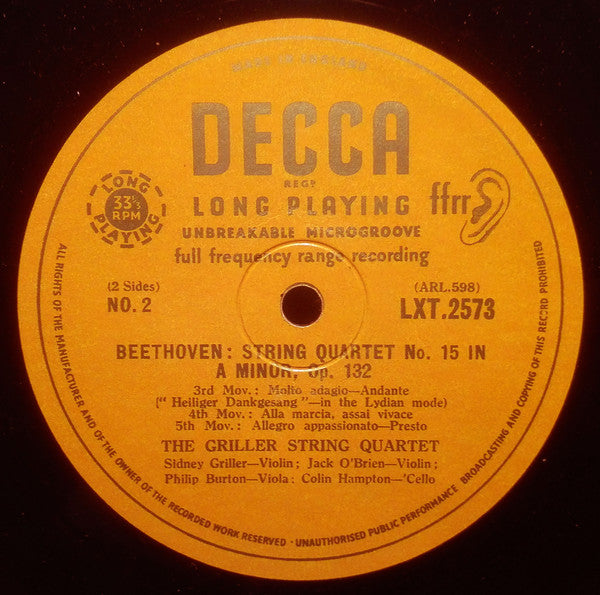 MADE IN ENGLAND
DECCA
REGD
LONG PLAYING
UNBREAKABLE MICROGROOVE
full frequency range recording
LONG
33⅓
RPM
PLAYING
ffrr
(2 Sides)
NO. 2
(ARL.598)
LXT.2573
BEETHOVEN: STRING QUARTET No. 15 IN
A MINOR, Op. 132
3rd Mov.: Molto adagio—Andante
(“ Heiliger Dankgesang ”—in the Lydian mode)
4th Mov.: Alla marcia, assai vivace
5th Mov.: Allegro appassionato—Presto
THE GRILLER STRING QUARTET
Sidney Griller—Violin; Jack O'Brien—Violin;
Philip Burton—Viola: Colin Hampton—'Cello
ALL RIGHTS OF THE MANUFACTURER AND OF THE OWNER OF THE RECORDED WORK RESERVED · UNAUTHORISED PUBLIC PERFORMANCE BROADCASTING AND COPYING OF THIS RECORD PROHIBITED